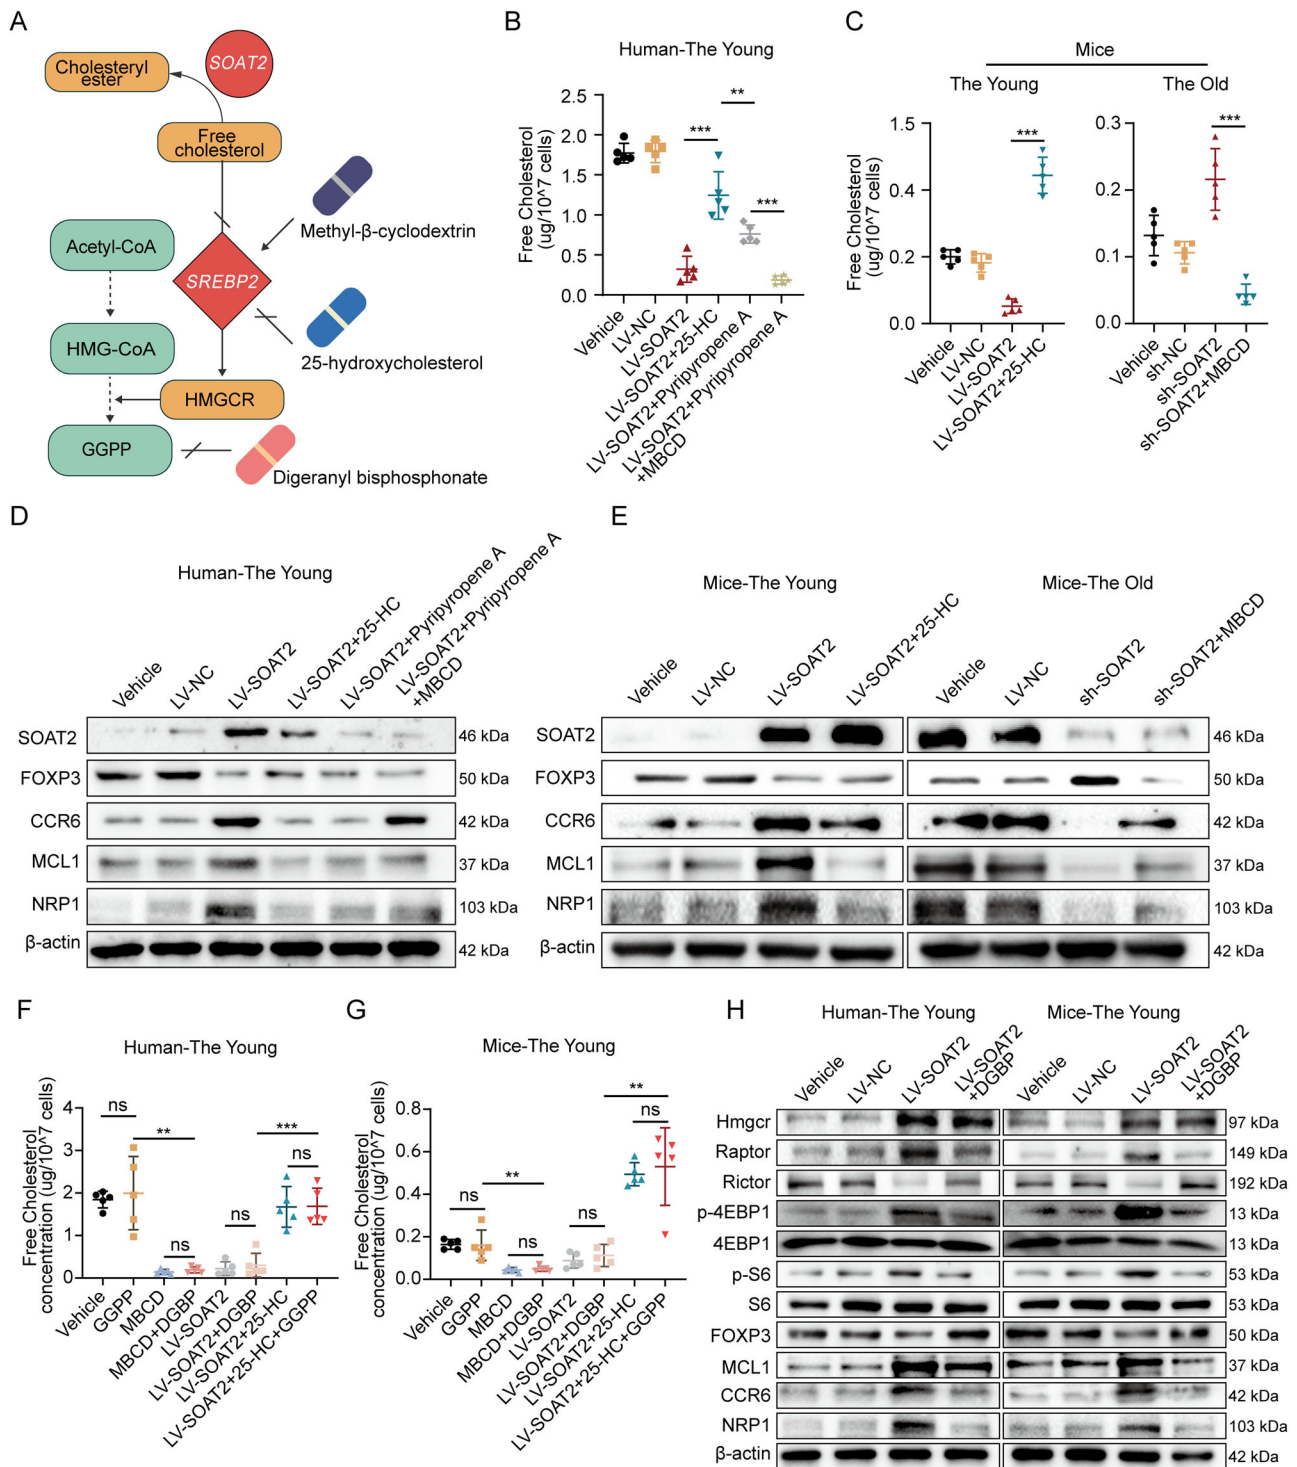 A
SOAT2
Cholesteryl
ester
Free
cholesterol
Methyl-β-cyclodextrin
Acetyl-CoA
SREBP2
25-hydroxycholesterol
HMG-CoA
HMGCR
GGPP
Digeranyl bisphosphonate
B
Human-The Young
Free Cholesterol
(ug/10^7 cells)
2.5
2.0
1.5
1.0
0.5
0.0
***
**
***
Vehicle
LV-NC
LV-SOAT2
LV-SOAT2+25-HC
LV-SOAT2+Pyripyropene A
LV-SOAT2+Pyripyropene A
+MBCD
C
Mice
The Young
The Old
Free Cholesterol
(ug/10^7 cells)
1.5
0.4
0.2
0.0
***
Vehicle
LV-NC
LV-SOAT2
LV-SOAT2+25-HC
0.3
0.2
0.1
0.0
***
Vehicle
sh-NC
sh-SOAT2
sh-SOAT2+MBCD
D
Human-The Young
Vehicle
LV-NC
LV-SOAT2
LV-SOAT2+25-HC
LV-SOAT2+Pyripyropene A
LV-SOAT2+Pyripyropene A
+MBCD
SOAT2 46 kDa
FOXP3 50 kDa
CCR6 42 kDa
MCL1 37 kDa
NRP1 103 kDa
β-actin 42 kDa
E
Mice-The Young
Mice-The Old
Vehicle
LV-NC
LV-SOAT2
LV-SOAT2+25-HC
Vehicle
LV-NC
sh-SOAT2
sh-SOAT2+MBCD
SOAT2 46 kDa
FOXP3 50 kDa
CCR6 42 kDa
MCL1 37 kDa
NRP1 103 kDa
β-actin 42 kDa
F
Human-The Young
Free Cholesterol
concentration (ug/10^7 cells)
4
3
2
1
0
ns
**
ns
ns
***
ns
Vehicle
GGPP
MBCD
MBCD+DGBP
LV-SOAT2
LV-SOAT2+DGBP
LV-SOAT2+25-HC
LV-SOAT2+25-HC+GGPP
G
Mice-The Young
Free Cholesterol
concentration (ug/10^7 cells)
0.8
0.6
0.4
0.2
0.0
ns
**
ns
ns
**
ns
Vehicle
GGPP
MBCD
MBCD+DGBP
LV-SOAT2
LV-SOAT2+DGBP
LV-SOAT2+25-HC
LV-SOAT2+25-HC+GGPP
H
Human-The Young
Mice-The Young
Vehicle
LV-NC
LV-SOAT2
LV-SOAT2
+DGBP
Vehicle
LV-NC
LV-SOAT2
LV-SOAT2
+DGBP
Hmgcr 97 kDa
Raptor 149 kDa
Rictor 192 kDa
p-4EBP1 13 kDa
4EBP1 13 kDa
p-S6 53 kDa
S6 53 kDa
FOXP3 50 kDa
MCL1 37 kDa
CCR6 42 kDa
NRP1 103 kDa
β-actin 42 kDa